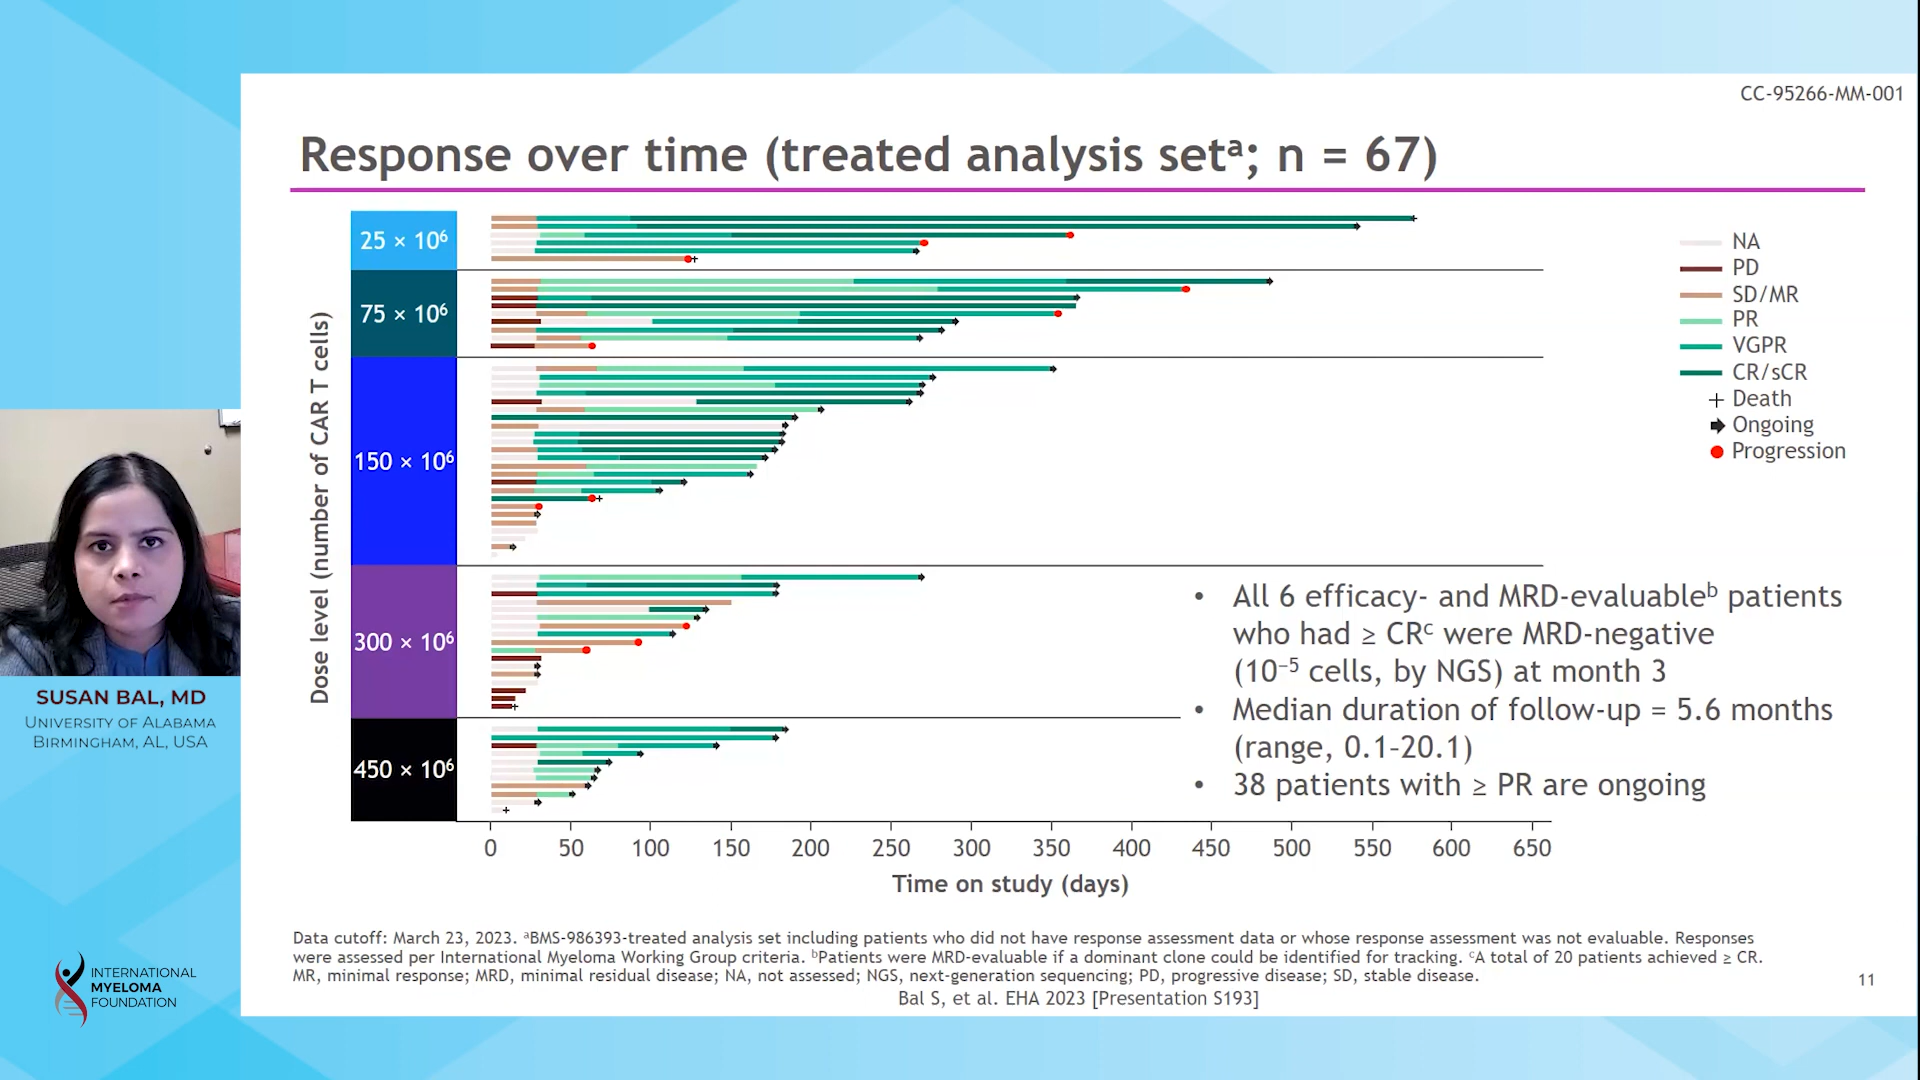 CC-95266-MM-001
Response over time (treated analysis setᵃ; n = 67)
Dose level (number of CAR T cells)
25 × 10⁶
75 × 10⁶
150 × 10⁶
300 × 10⁶
450 × 10⁶
NA
PD
SD/MR
PR
VGPR
CR/sCR
Death
Ongoing
Progression
• All 6 efficacy- and MRD-evaluableᵇ patients
who had ≥ CRᶜ were MRD-negative
(10⁻⁵ cells, by NGS) at month 3
• Median duration of follow-up = 5.6 months
(range, 0.1–20.1)
• 38 patients with ≥ PR are ongoing
0 50 100 150 200 250 300 350 400 450 500 550 600 650
Time on study (days)
SUSAN BAL, MD
UNIVERSITY OF ALABAMA
BIRMINGHAM, AL, USA
INTERNATIONAL
MYELOMA
FOUNDATION
Data cutoff: March 23, 2023. ᵃBMS-986393-treated analysis set including patients who did not have response assessment data or whose response assessment was not evaluable. Responses
were assessed per International Myeloma Working Group criteria. ᵇPatients were MRD-evaluable if a dominant clone could be identified for tracking. ᶜA total of 20 patients achieved ≥ CR.
MR, minimal response; MRD, minimal residual disease; NA, not assessed; NGS, next-generation sequencing; PD, progressive disease; SD, stable disease.
Bal S, et al. EHA 2023 [Presentation S193]
11